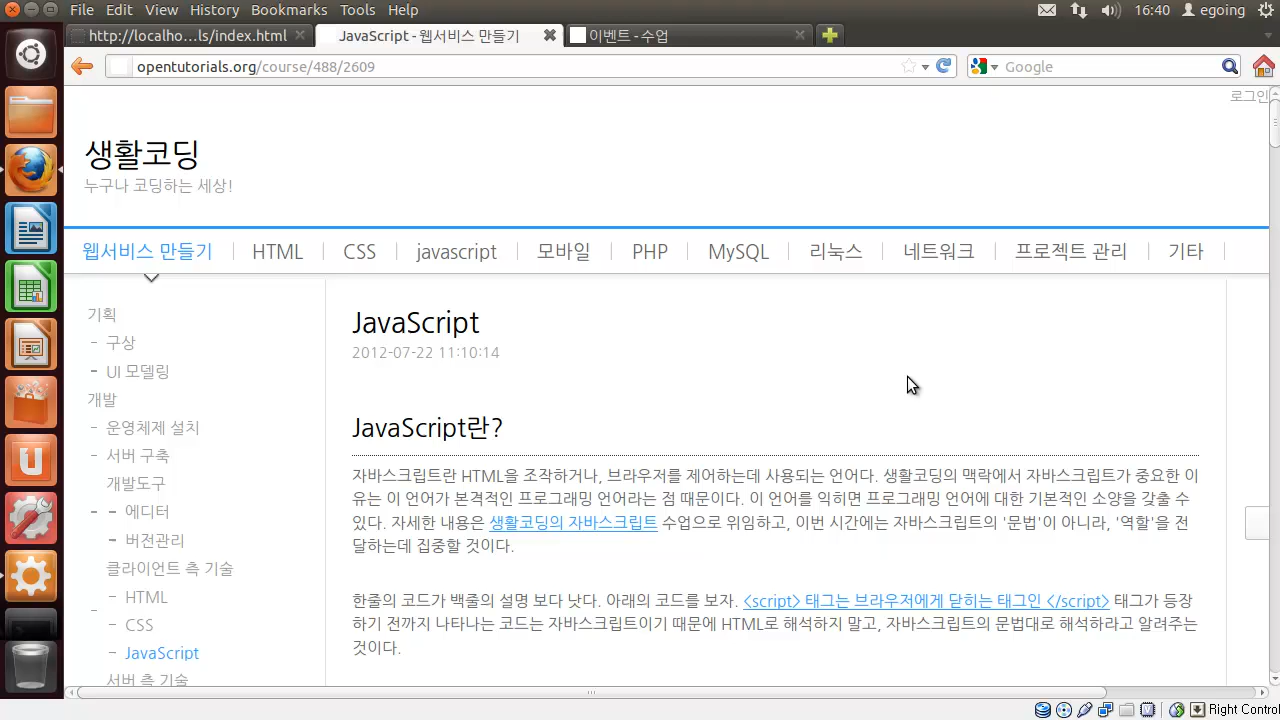 File Edit View History Bookmarks Tools Help
16:40 egoing
http://localho...ls/index.html
JavaScript - 웹서비스 만들기
이벤트 - 수업
opentutorials.org/course/488/2609
Google
로그인
생활코딩
누구나 코딩하는 세상!
웹서비스 만들기 HTML CSS javascript 모바일 PHP MySQL 리눅스 네트워크 프로젝트 관리 기타
기획
- 구상
- UI 모델링
개발
- 운영체제 설치
- 서버 구축
개발도구
- - 에디터
- 버전관리
클라이언트 측 기술
- HTML
-
- CSS
- JavaScript
서버 측 기술
JavaScript
2012-07-22 11:10:14
JavaScript란?
자바스크립트란 HTML을 조작하거나, 브라우저를 제어하는데 사용되는 언어다. 생활코딩의 맥락에서 자바스크립트가 중요한 이
유는 이 언어가 본격적인 프로그래밍 언어라는 점 때문이다. 이 언어를 익히면 프로그래밍 언어에 대한 기본적인 소양을 갖출 수
있다. 자세한 내용은 생활코딩의 자바스크립트 수업으로 위임하고, 이번 시간에는 자바스크립트의 '문법'이 아니라, '역할'을 전
달하는데 집중할 것이다.
한줄의 코드가 백줄의 설명 보다 낫다. 아래의 코드를 보자. <script> 태그는 브라우저에게 닫히는 태그인 </script> 태그가 등장
하기 전까지 나타나는 코드는 자바스크립트이기 때문에 HTML로 해석하지 말고, 자바스크립트의 문법대로 해석하라고 알려주는
것이다.
Right Control